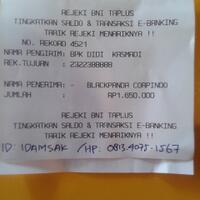 REJEKI BNI TAPLUS
TINGKATKAN SALDO & TRANSAKSI E-BANKING
TARIK REJEKI MENARIKNYA !!
NO. REKORD 4521
NAMA PENGIRIM: BPK DIDI KASMADI
REK.TUJUAN : 2322388888
NAMA PENERIMA: - BLACKPANDA CORPINDO
JUMLAH : RP1.650.000
REJEKI BNI TAPLUS
TINGKATKAN SALDO & TRANSAKSI E-BANKING
TARIK REJEKI MENARIKNYA !!
ID: IDAMSAK / HP: 0813-4075-1567